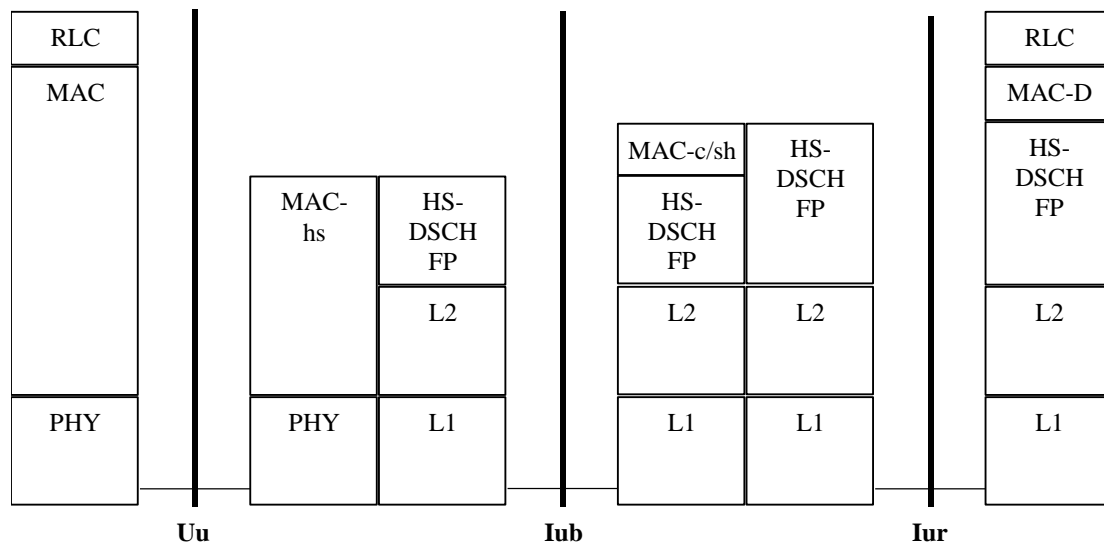 RLC
MAC
PHY
MAC-
hs
PHY
HS-
DSCH
FP
L2
L1
MAC-c/sh
HS-
DSCH
FP
L2
L1
HS-
DSCH
FP
L2
L1
RLC
MAC-D
HS-
DSCH
FP
L2
L1
Uu
Iub
Iur